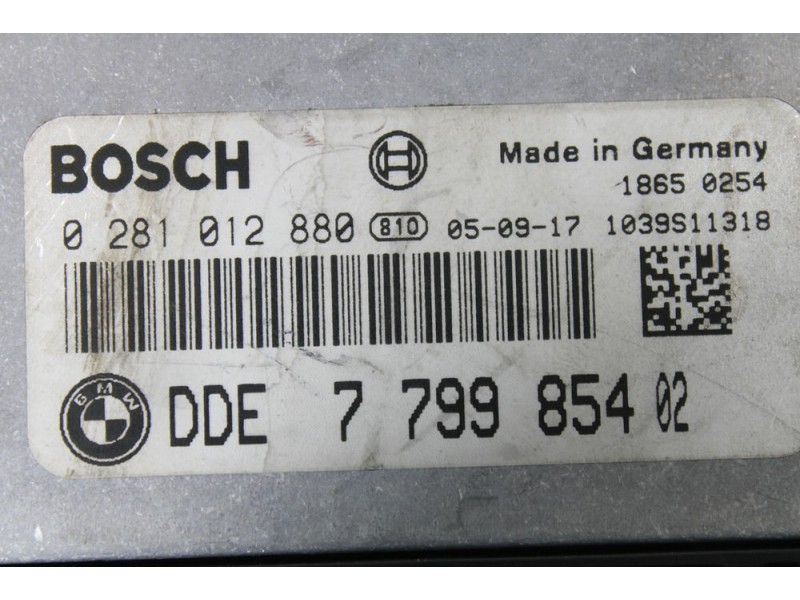 BOSCH
Made in Germany
1865 0254
0 281 012 880 810 05-09-17 1039S11318
BMW DDE 7 799 854 02